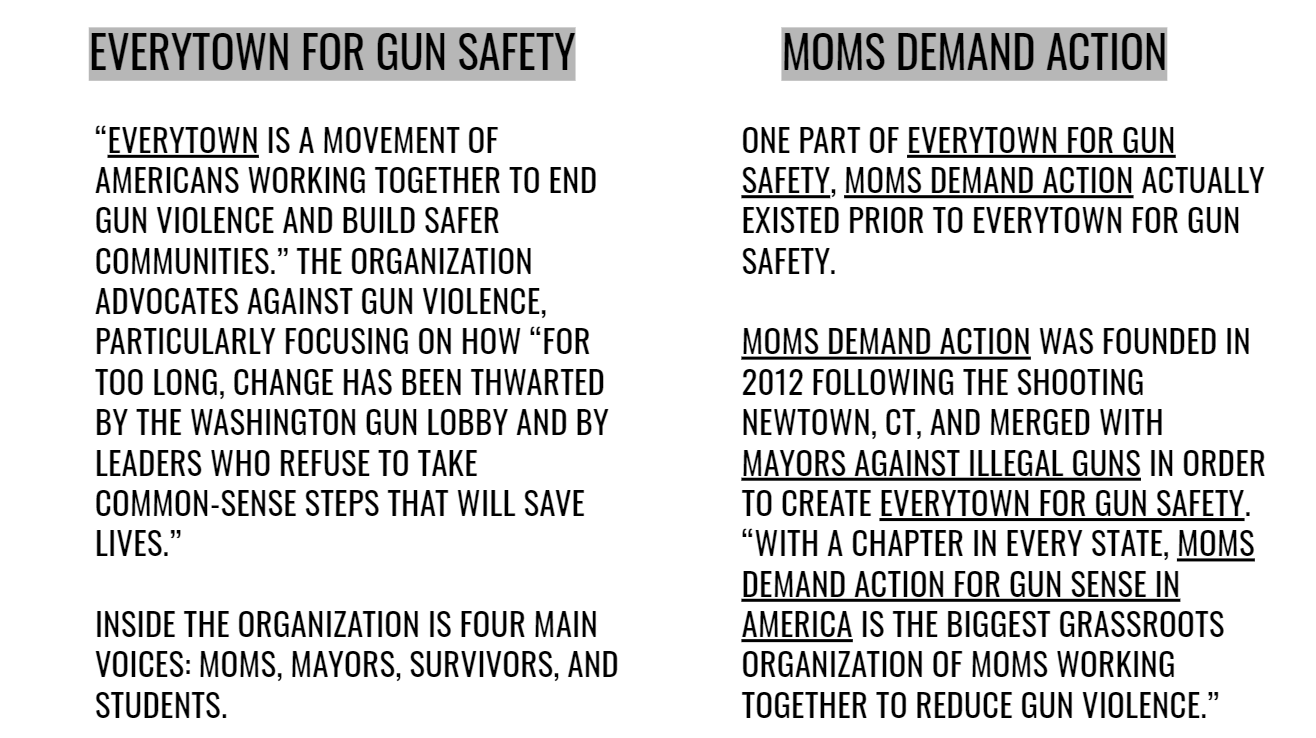 EVERYTOWN FOR GUN SAFETY
“EVERYTOWN IS A MOVEMENT OF
AMERICANS WORKING TOGETHER TO END
GUN VIOLENCE AND BUILD SAFER
COMMUNITIES.” THE ORGANIZATION
ADVOCATES AGAINST GUN VIOLENCE,
PARTICULARLY FOCUSING ON HOW “FOR
TOO LONG, CHANGE HAS BEEN THWARTED
BY THE WASHINGTON GUN LOBBY AND BY
LEADERS WHO REFUSE TO TAKE
COMMON-SENSE STEPS THAT WILL SAVE
LIVES.”
INSIDE THE ORGANIZATION IS FOUR MAIN
VOICES: MOMS, MAYORS, SURVIVORS, AND
STUDENTS.
MOMS DEMAND ACTION
ONE PART OF EVERYTOWN FOR GUN
SAFETY, MOMS DEMAND ACTION ACTUALLY
EXISTED PRIOR TO EVERYTOWN FOR GUN
SAFETY.
MOMS DEMAND ACTION WAS FOUNDED IN
2012 FOLLOWING THE SHOOTING
NEWTOWN, CT, AND MERGED WITH
MAYORS AGAINST ILLEGAL GUNS IN ORDER
TO CREATE EVERYTOWN FOR GUN SAFETY.
“WITH A CHAPTER IN EVERY STATE, MOMS
DEMAND ACTION FOR GUN SENSE IN
AMERICA IS THE BIGGEST GRASSROOTS
ORGANIZATION OF MOMS WORKING
TOGETHER TO REDUCE GUN VIOLENCE.”